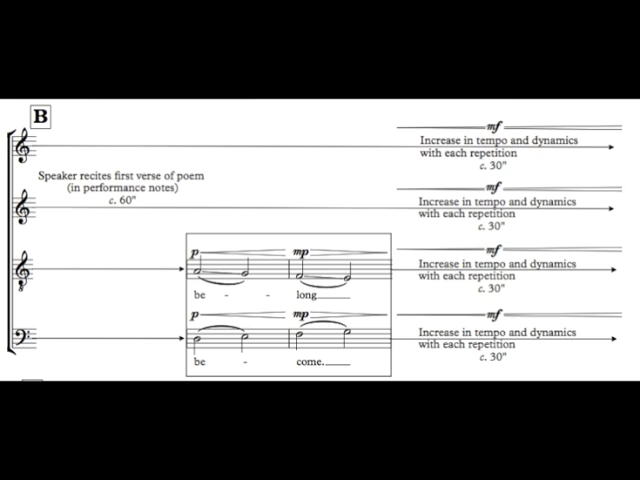 B
mf
Increase in tempo and dynamics
with each repetition
c. 30"
Speaker recites first verse of poem
(in performance notes)
c. 60"
mf
Increase in tempo and dynamics
with each repetition
c. 30"
p mp mf
Increase in tempo and dynamics
with each repetition
c. 30"
8
be - - long
p mp mf
Increase in tempo and dynamics
with each repetition
c. 30"
be - come.